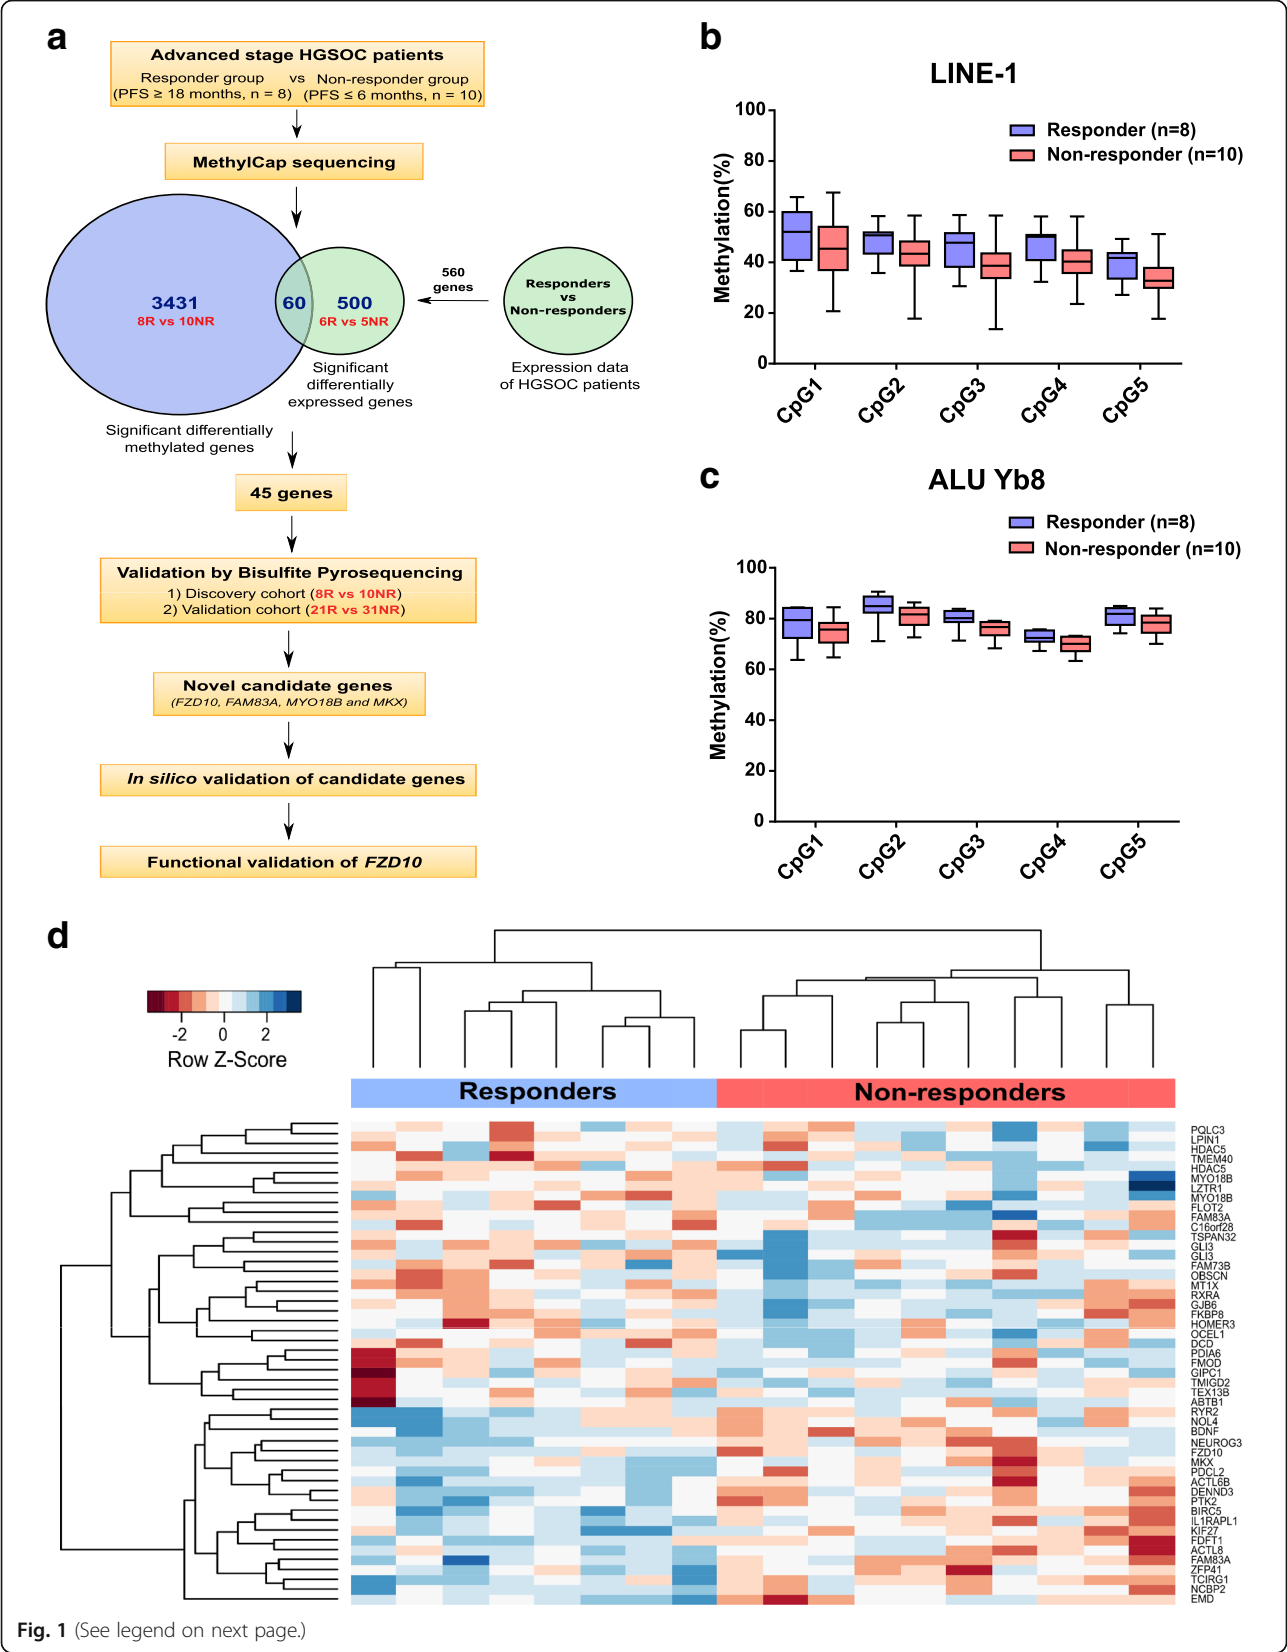 a
Advanced stage HGSOC patients
Responder group vs Non-responder group
(PFS ≥ 18 months, n = 8) (PFS ≤ 6 months, n = 10)
MethylCap sequencing
3431
8R vs 10NR
60
500
6R vs 5NR
560
genes
Responders
vs
Non-responders
Significant
differentially
expressed genes
Expression data
of HGSOC patients
Significant differentially
methylated genes
45 genes
Validation by Bisulfite Pyrosequencing
1) Discovery cohort (8R vs 10NR)
2) Validation cohort (21R vs 31NR)
Novel candidate genes
(FZD10, FAM83A, MYO18B and MKX)
In silico validation of candidate genes
Functional validation of FZD10
b
LINE-1
Responder (n=8)
Non-responder (n=10)
Methylation(%)
100
80
60
40
20
0
CpG1
CpG2
CpG3
CpG4
CpG5
c
ALU Yb8
Responder (n=8)
Non-responder (n=10)
Methylation(%)
100
80
60
40
20
0
CpG1
CpG2
CpG3
CpG4
CpG5
d
-2 0 2
Row Z-Score
Responders
Non-responders
PQLC3
LPIN1
HDAC5
TMEM40
HDAC5
MYO18B
LZTR1
MYO18B
FLOT2
FAM83A
C16orf28
TSPAN32
GLI3
GLI3
FAM73B
OBSCN
MT1X
RXRA
GJB6
FKBP8
HOMER3
OCEL1
DCD
PDIA6
FMOD
GIPC1
TMIGD2
TEX13B
ABTB1
RYR2
NOL4
BDNF
NEUROG3
FZD10
MKX
PDCL2
ACTL6B
DENND3
PTK2
BIRC5
IL1RAPL1
KIF27
FDFT1
ACTL8
FAM83A
ZFP41
TCIRG1
NCBP2
EMD
Fig. 1 (See legend on next page.)